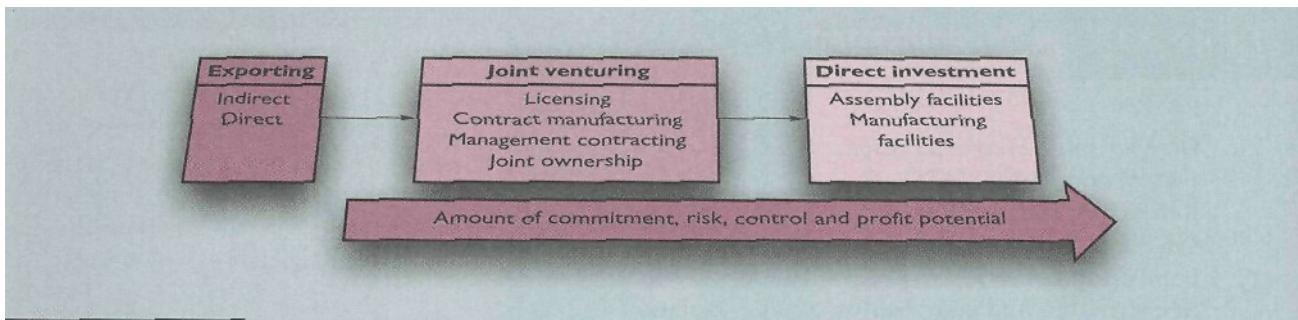 Exporting
Indirect
Direct
Joint venturing
Licensing
Contract manufacturing
Management contracting
Joint ownership
Direct investment
Assembly facilities
Manufacturing
facilities
Amount of commitment, risk, control and profit potential